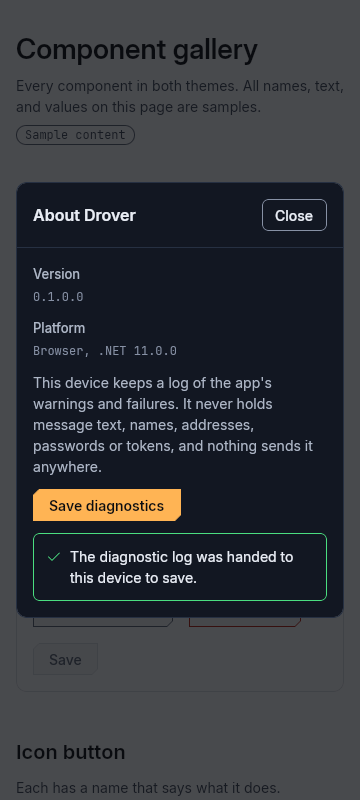 Component gallery
Every component in both themes. All names, text,
and values on this page are samples.
Sample content
About Drover
Close
Version
0.1.0.0
Platform
Browser, .NET 11.0.0
This device keeps a log of the app's
warnings and failures. It never holds
message text, names, addresses,
passwords or tokens, and nothing sends it
anywhere.
Save diagnostics
The diagnostic log was handed to
this device to save.
Save
Icon button
Each has a name that says what it does.